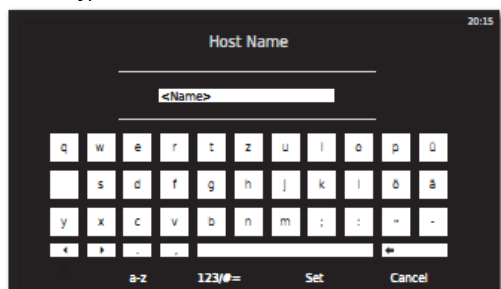 20:15
Host Name
<Name>
q w e r t z u i o p ü
s d f g h j k l ö ä
y x c v b n m ; : " -
. ,
a-z 123/#= Set Cancel